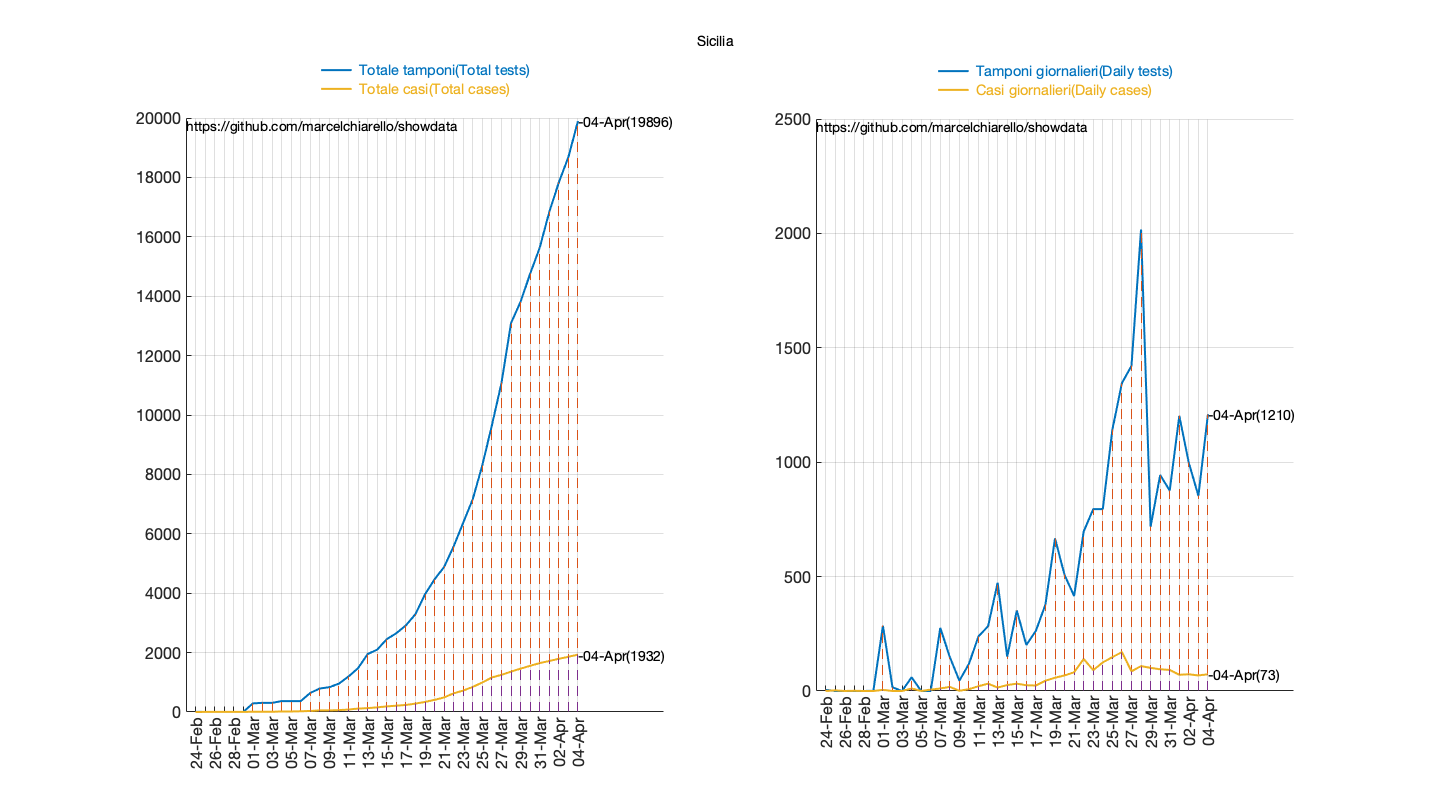 Sicilia
Totale tamponi(Total tests)
Totale casi(Total cases)
20000
18000
16000
14000
12000
10000
8000
6000
4000
2000
0
https://github.com/marcelchiarello/showdata
-04-Apr(19896)
-04-Apr(1932)
24-Feb
26-Feb
28-Feb
01-Mar
03-Mar
05-Mar
07-Mar
09-Mar
11-Mar
13-Mar
15-Mar
17-Mar
19-Mar
21-Mar
23-Mar
25-Mar
27-Mar
29-Mar
31-Mar
02-Apr
04-Apr
Tamponi giornalieri(Daily tests)
Casi giornalieri(Daily cases)
2500
2000
1500
1000
500
0
https://github.com/marcelchiarello/showdata
-04-Apr(1210)
-04-Apr(73)
24-Feb
26-Feb
28-Feb
01-Mar
03-Mar
05-Mar
07-Mar
09-Mar
11-Mar
13-Mar
15-Mar
17-Mar
19-Mar
21-Mar
23-Mar
25-Mar
27-Mar
29-Mar
31-Mar
02-Apr
04-Apr